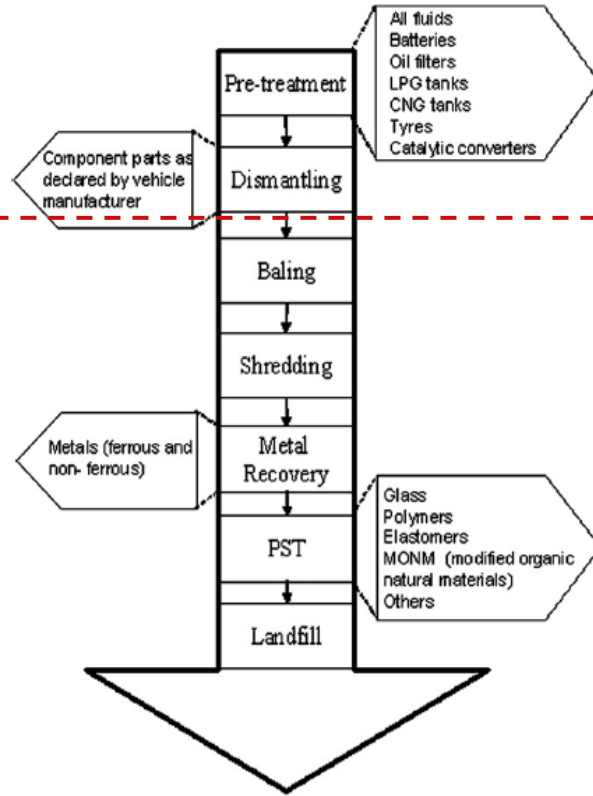 All fluids
Batteries
Oil filters
LPG tanks
CNG tanks
Tyres
Catalytic converters
Pre-treatment
Component parts as
declared by vehicle
manufacturer
Dismantling
Baling
Shredding
Metals (ferrous and
non- ferrous)
Metal
Recovery
Glass
Polymers
Elastomers
MONM (modified organic
natural materials)
Others
PST
Landfill